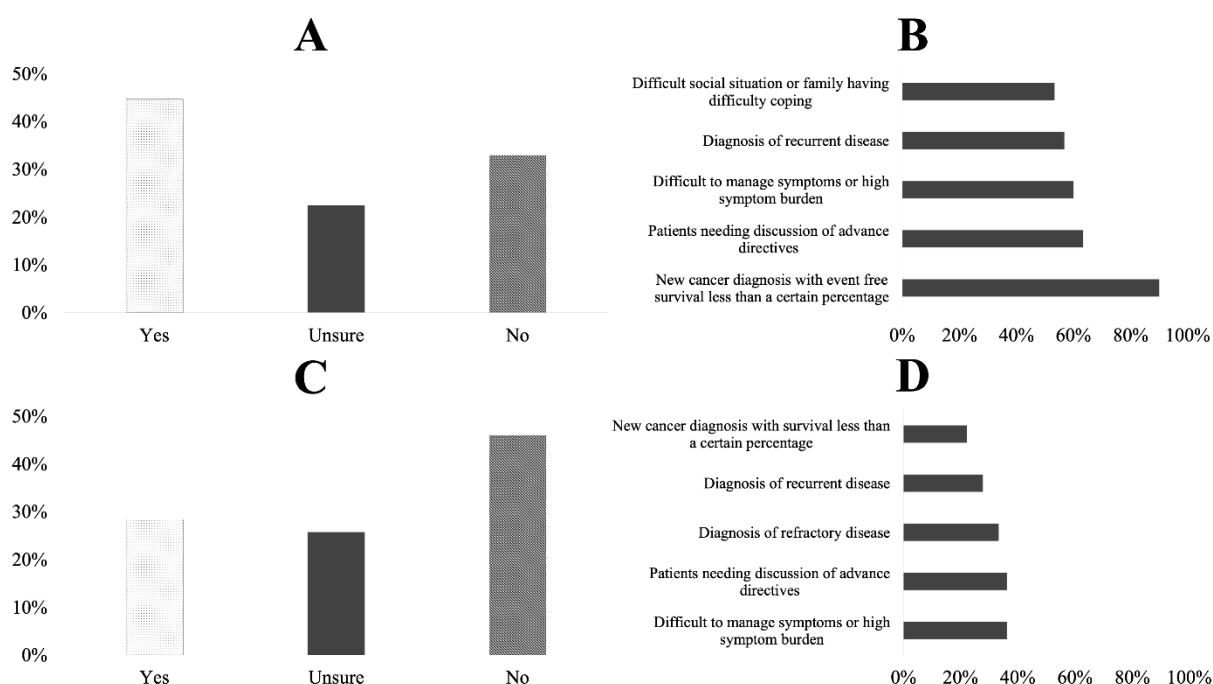 A
50%
40%
30%
20%
10%
0%
Yes Unsure No
B
Difficult social situation or family having
difficulty coping
Diagnosis of recurrent disease
Difficult to manage symptoms or high
symptom burden
Patients needing discussion of advance
directives
New cancer diagnosis with event free
survival less than a certain percentage
0% 20% 40% 60% 80% 100%
C
50%
40%
30%
20%
10%
0%
Yes Unsure No
D
New cancer diagnosis with survival less than
a certain percentage
Diagnosis of recurrent disease
Diagnosis of refractory disease
Patients needing discussion of advance
directives
Difficult to manage symptoms or high
symptom burden
0% 20% 40% 60% 80% 100%